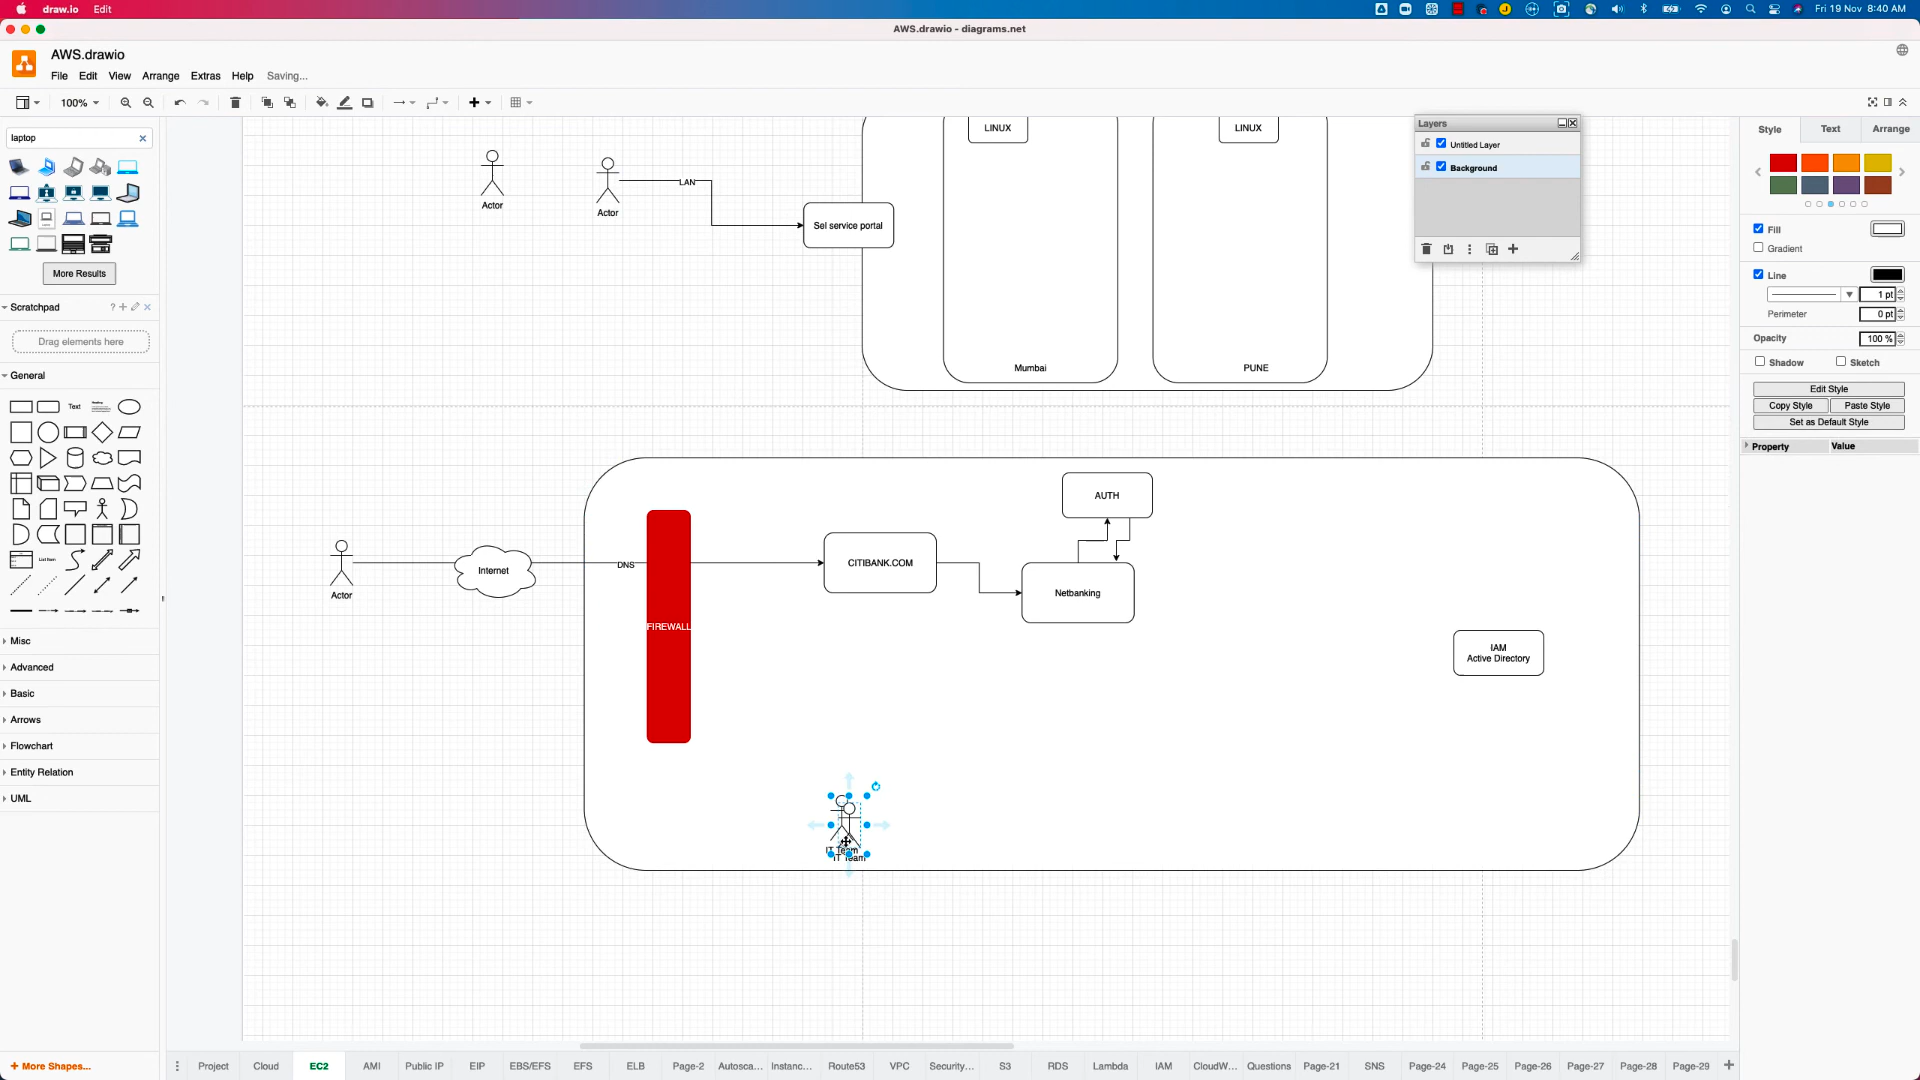 draw.io Edit
Fri 19 Nov 8:40 AM
AWS.drawio - diagrams.net
AWS.drawio
File Edit View Arrange Extras Help Saving...
100%
laptop
More Results
Scratchpad
Drag elements here
General
Text
Heading
List Item
Misc
Advanced
Basic
Arrows
Flowchart
Entity Relation
UML
+ More Shapes...
LINUX
LINUX
Actor
Actor
LAN
Sel service portal
Mumbai
PUNE
AUTH
Actor
Internet
DNS
FIREWALL
CITIBANK.COM
Netbanking
IAM
Active Directory
IT Team
IT Team
Layers
Untitled Layer
Background
Style Text Arrange
Fill
Gradient
Line
1 pt
Perimeter
0 pt
Opacity
100 %
Shadow
Sketch
Edit Style
Copy Style Paste Style
Set as Default Style
Property Value
Project Cloud EC2 AMI Public IP EIP EBS/EFS EFS ELB Page-2 Autosca... Instanc... Route53 VPC Security... S3 RDS Lambda IAM CloudW... Questions Page-21 SNS Page-24 Page-25 Page-26 Page-27 Page-28 Page-29